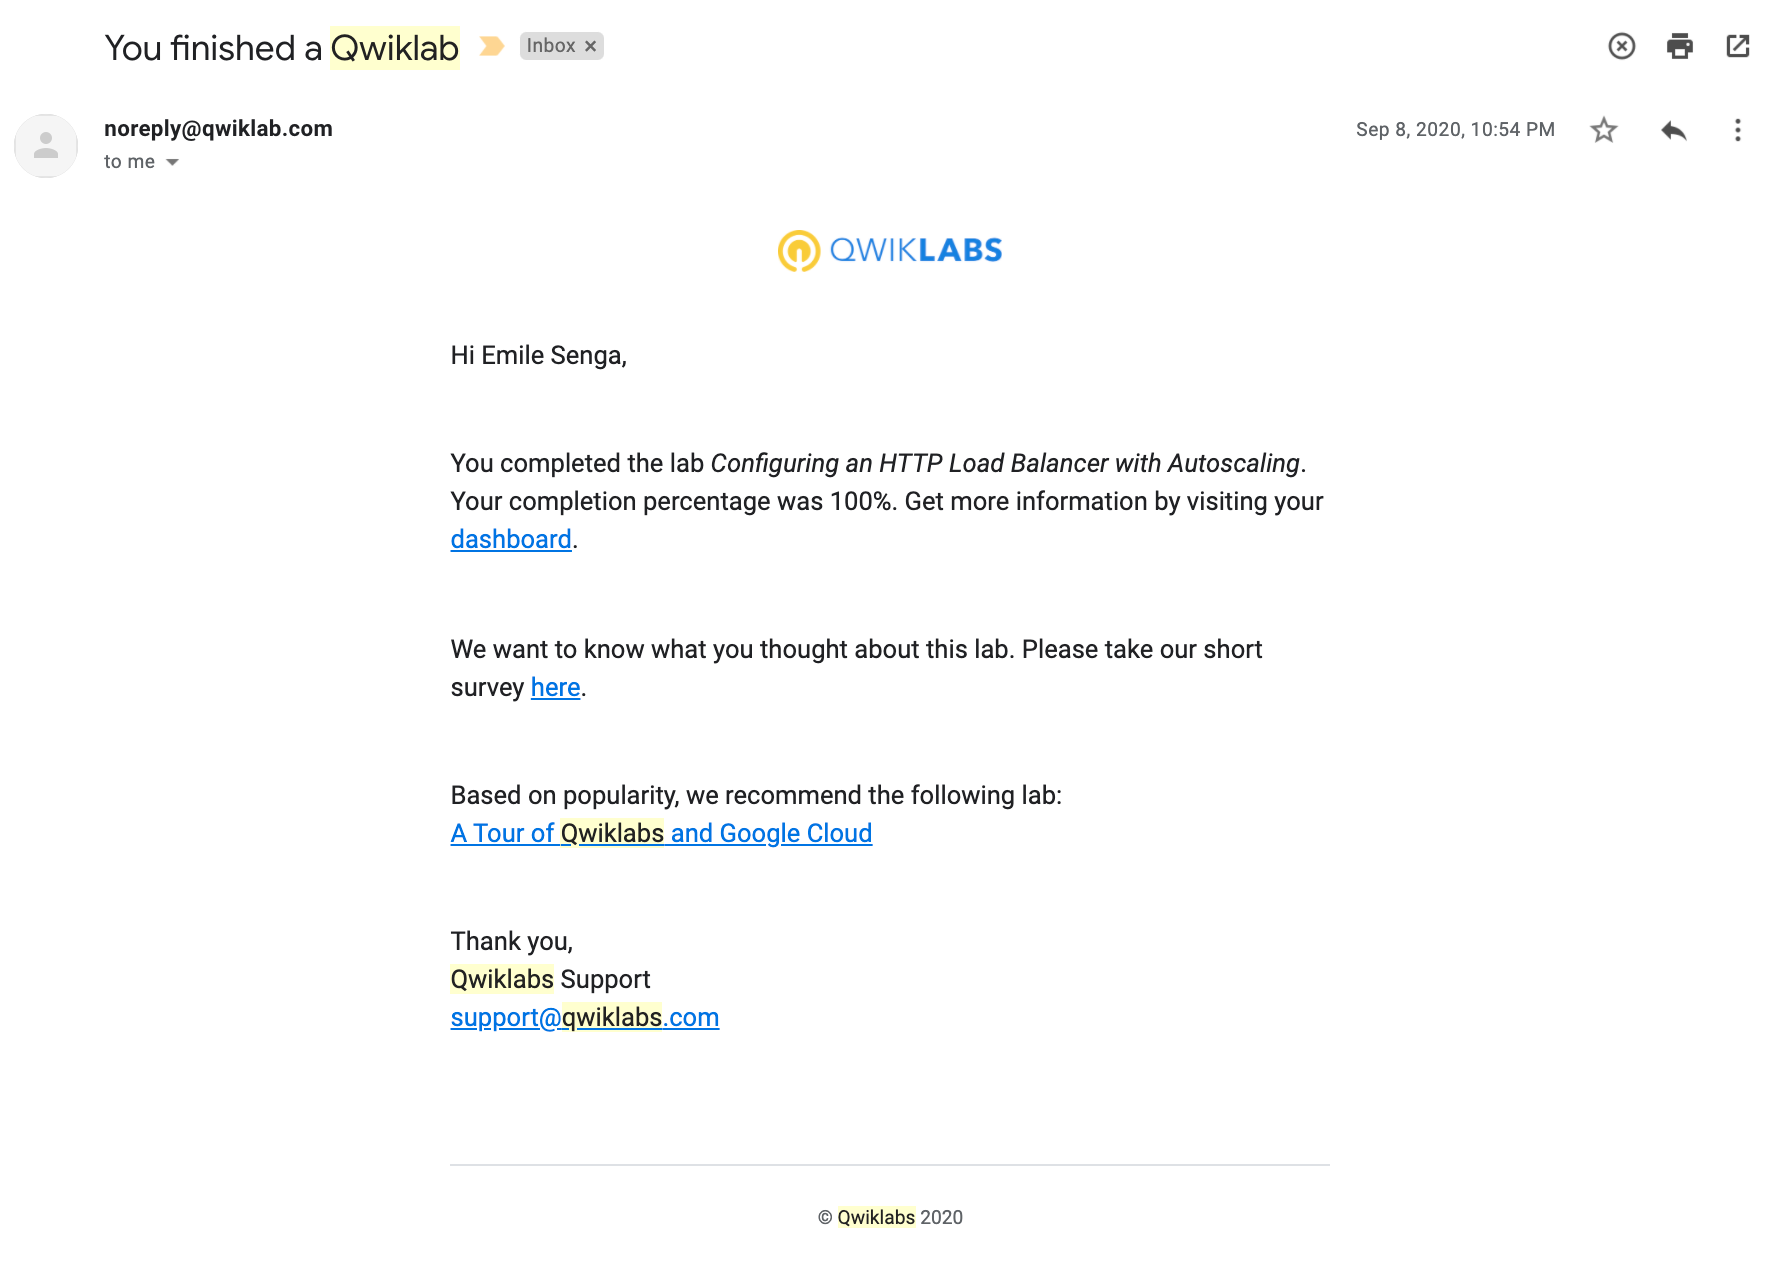 You finished a Qwiklab Inbox ×
noreply@qwiklab.com
Sep 8, 2020, 10:54 PM
to me
QWIKLABS
Hi Emile Senga,
You completed the lab Configuring an HTTP Load Balancer with Autoscaling.
Your completion percentage was 100%. Get more information by visiting your
dashboard.
We want to know what you thought about this lab. Please take our short
survey here.
Based on popularity, we recommend the following lab:
A Tour of Qwiklabs and Google Cloud
Thank you,
Qwiklabs Support
support@qwiklabs.com
© Qwiklabs 2020